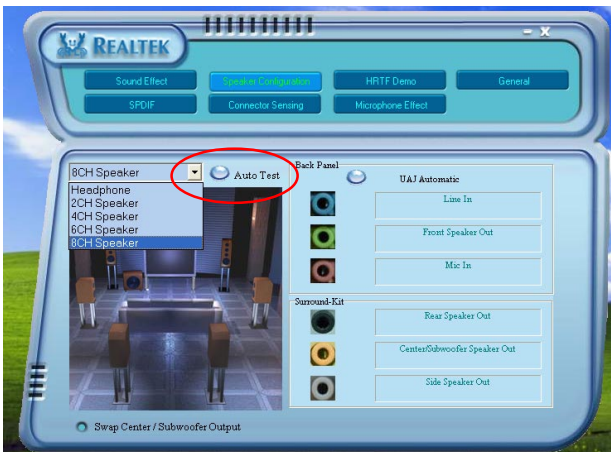 REALTEK
- x
Sound Effect
Speaker Configuration
HRTF Demo
General
SPDIF
Connector Sensing
Microphone Effect
8CH Speaker
Auto Test
Headphone
2CH Speaker
4CH Speaker
6CH Speaker
8CH Speaker
Back Panel
UAJ Automatic
Line In
Front Speaker Out
Mic In
Surround-Kit
Rear Speaker Out
Center/Subwoofer Speaker Out
Side Speaker Out
Swap Center / Subwoofer Output